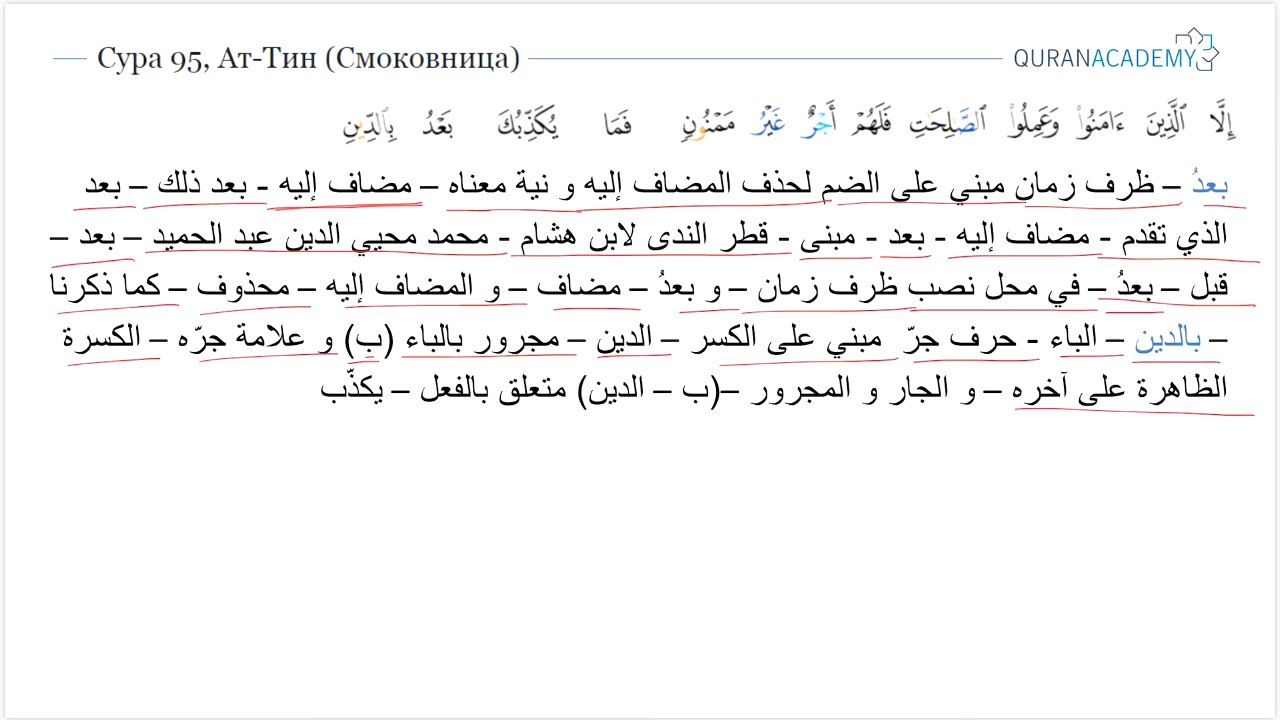 Сура 95, Ат-Тин (Смоковница)
QURANACADEMY
إِلَّا ٱلَّذِينَ ءَامَنُوا۟ وَعَمِلُوا۟ ٱلصَّـٰلِحَـٰتِ فَلَهُمْ أَجْرٌ غَيْرُ مَمْنُونٍ فَمَا يُكَذِّبُكَ بَعْدُ بِٱلدِّينِ
بعدُ – ظرف زمان مبني على الضم لحذف المضاف إليه و نية معناه – مضاف إليه - بعد ذلك – بعد
الذي تقدم - مضاف إليه - بعد - مبنى - قطر الندى لابن هشام - محمد محيي الدين عبد الحميد – بعد –
قبل – بعدُ – في محل نصب ظرف زمان – و بعدُ – مضاف – و المضاف إليه – محذوف – كما ذكرنا
– بالدين – الباء - حرف جرّ مبني على الكسر – الدين – مجرور بالباء (بِ) و علامة جرّه – الكسرة
الظاهرة على آخره – و الجار و المجرور –(ب – الدين) متعلق بالفعل – يكذّب